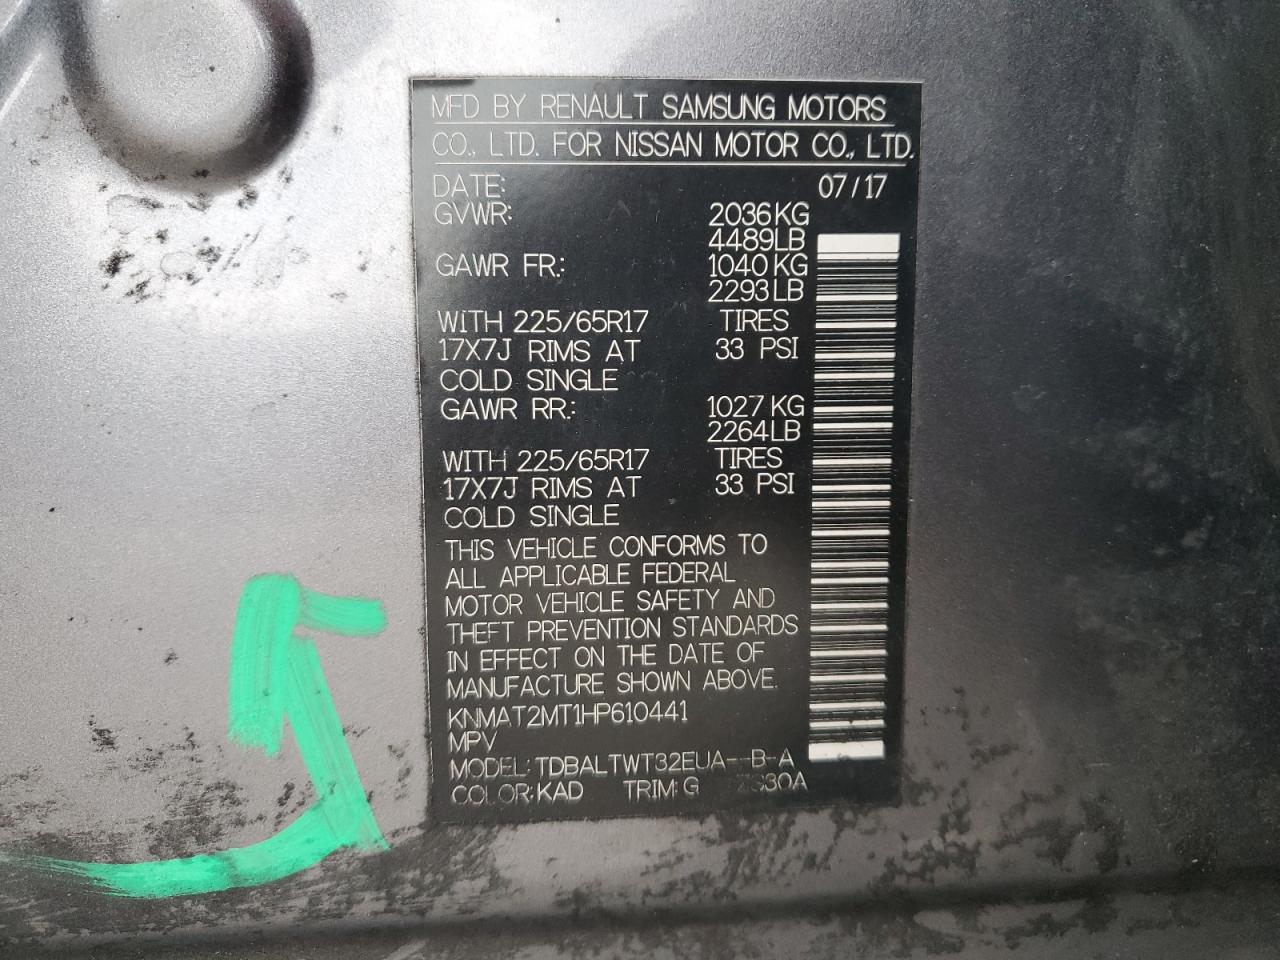 MFD BY RENAULT SAMSUNG MOTORS
CO., LTD. FOR NISSAN MOTOR CO., LTD.
DATE: 07/17
GVWR: 2036KG
4489LB
GAWR FR.: 1040KG
2293LB
WITH 225/65R17 TIRES
17X7J RIMS AT 33 PSI
COLD SINGLE
GAWR RR.: 1027KG
2264LB
WITH 225/65R17 TIRES
17X7J RIMS AT 33 PSI
COLD SINGLE
THIS VEHICLE CONFORMS TO
ALL APPLICABLE FEDERAL
MOTOR VEHICLE SAFETY AND
THEFT PREVENTION STANDARDS
IN EFFECT ON THE DATE OF
MANUFACTURE SHOWN ABOVE.
KNMAT2MT1HP610441
MPV
MODEL: TDBALTWT32EUA--B-A
COLOR: KAD TRIM: G
5